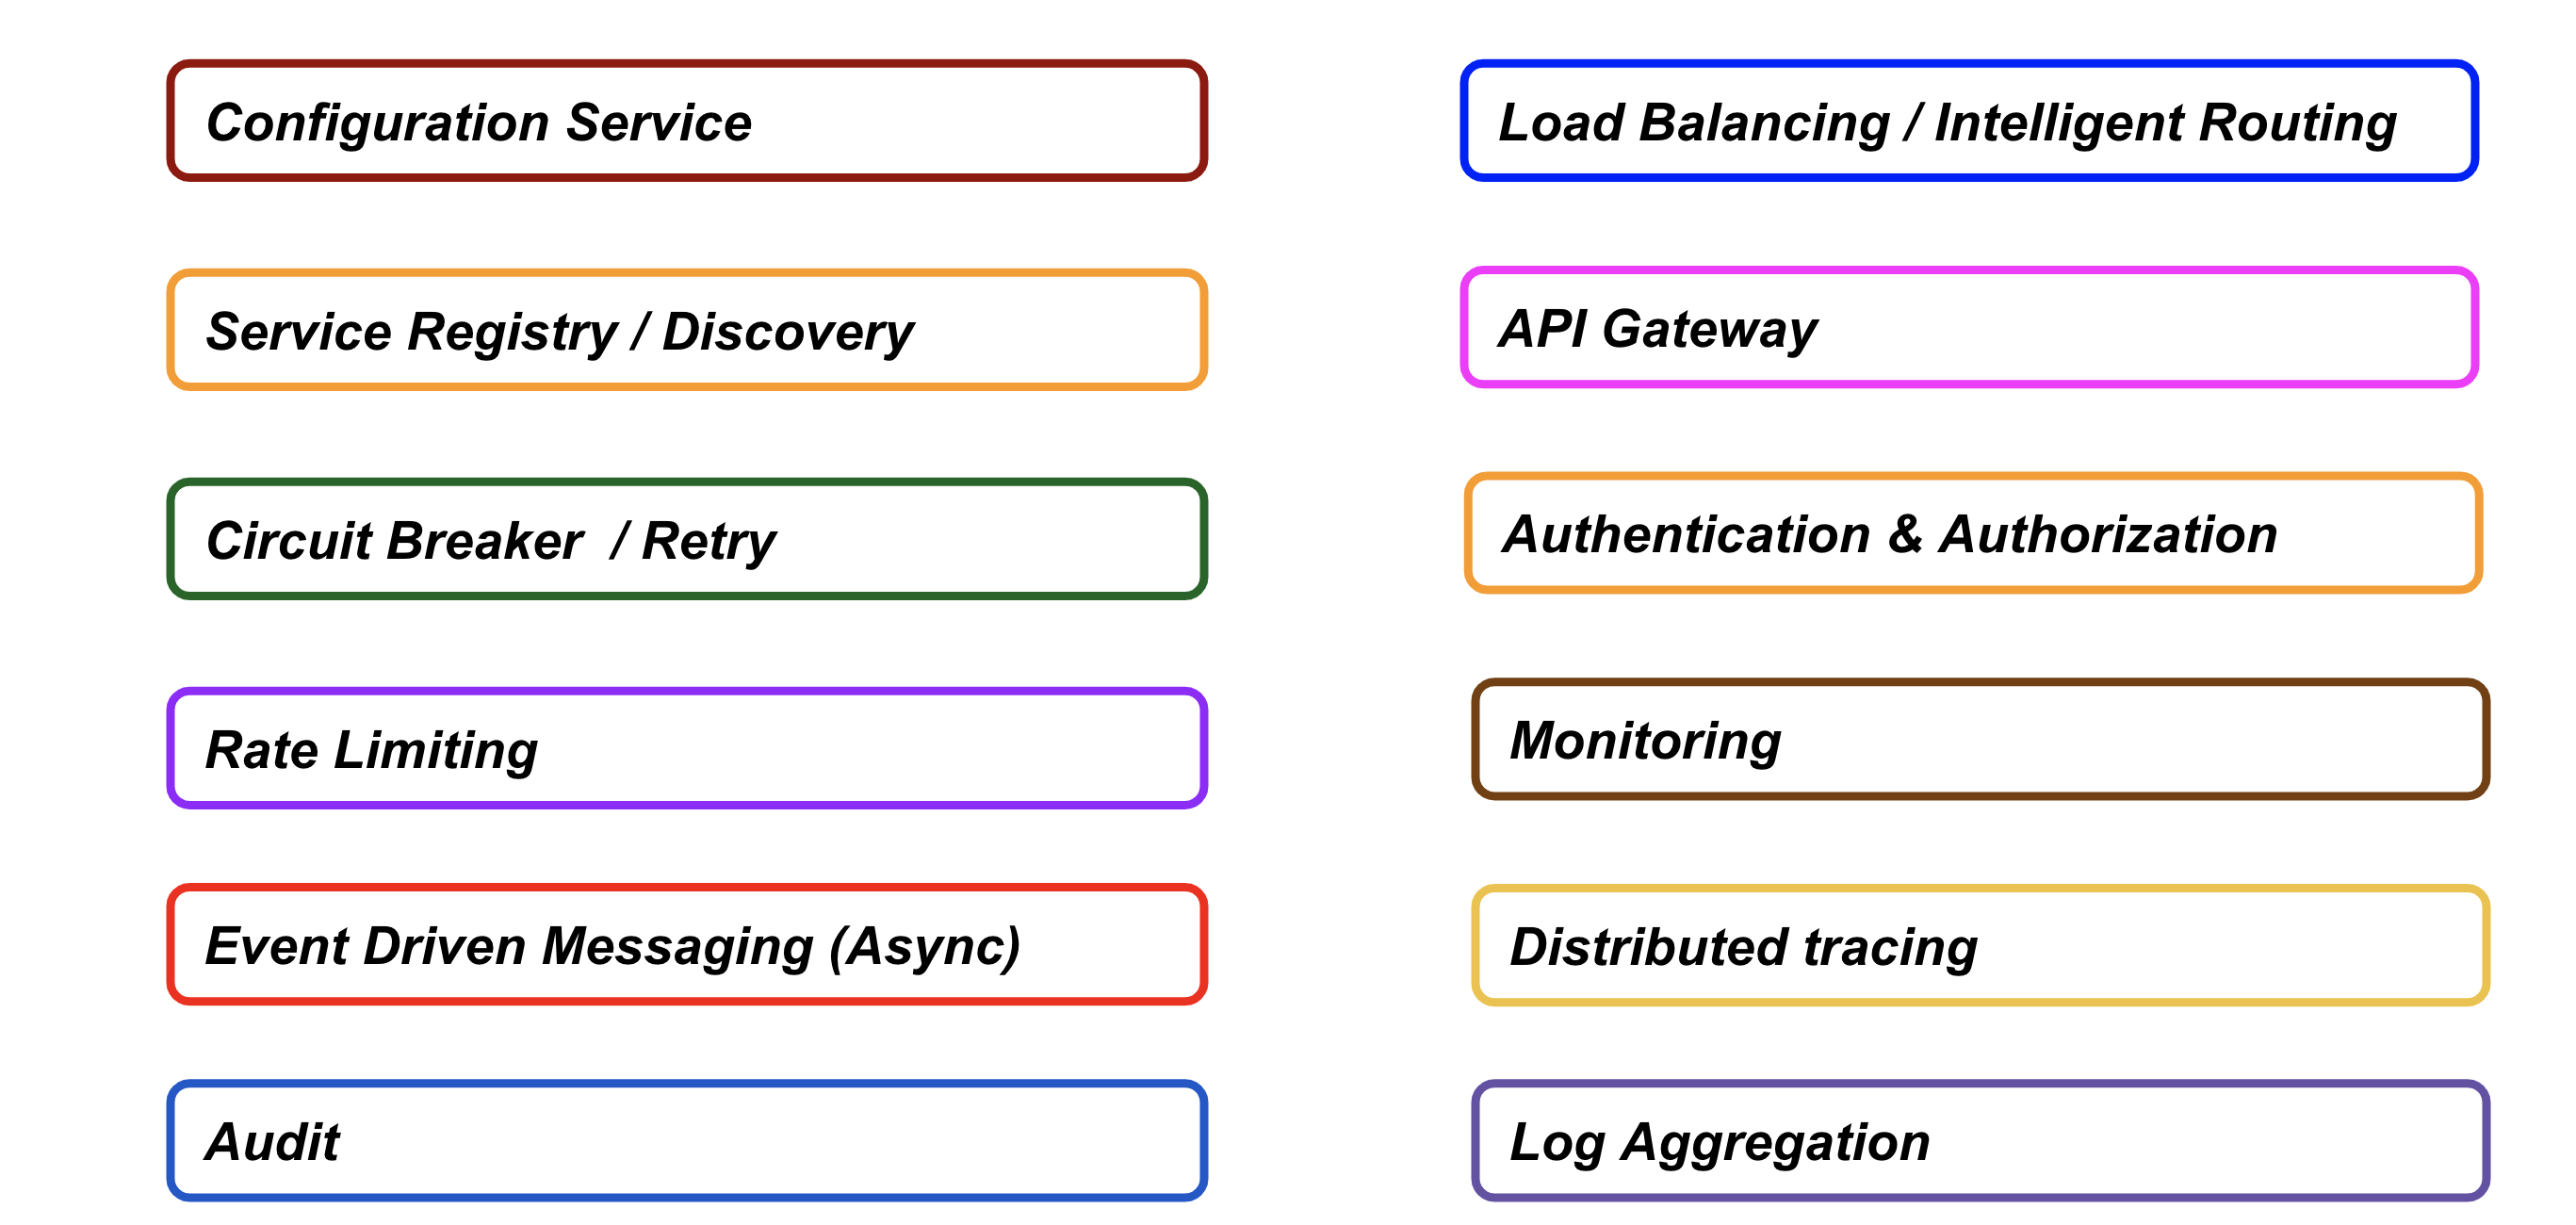 Configuration Service
Load Balancing / Intelligent Routing
Service Registry / Discovery
API Gateway
Circuit Breaker  / Retry
Authentication & Authorization
Rate Limiting
Monitoring
Event Driven Messaging (Async)
Distributed tracing
Audit
Log Aggregation